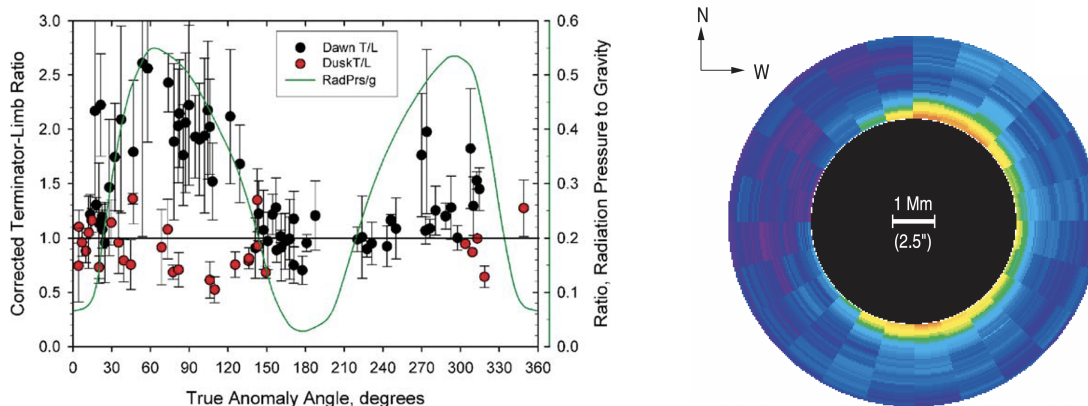 3.0
2.5
2.0
1.5
1.0
0.5
0.0
Corrected Terminator-Limb Ratio
Dawn T/L
DuskT/L
RadPrs/g
0.6
0.5
0.4
0.3
0.2
0.1
0.0
Ratio, Radiation Pressure to Gravity
0 30 60 90 120 150 180 210 240 270 300 330 360
True Anomaly Angle, degrees
N
W
1 Mm
(2.5")